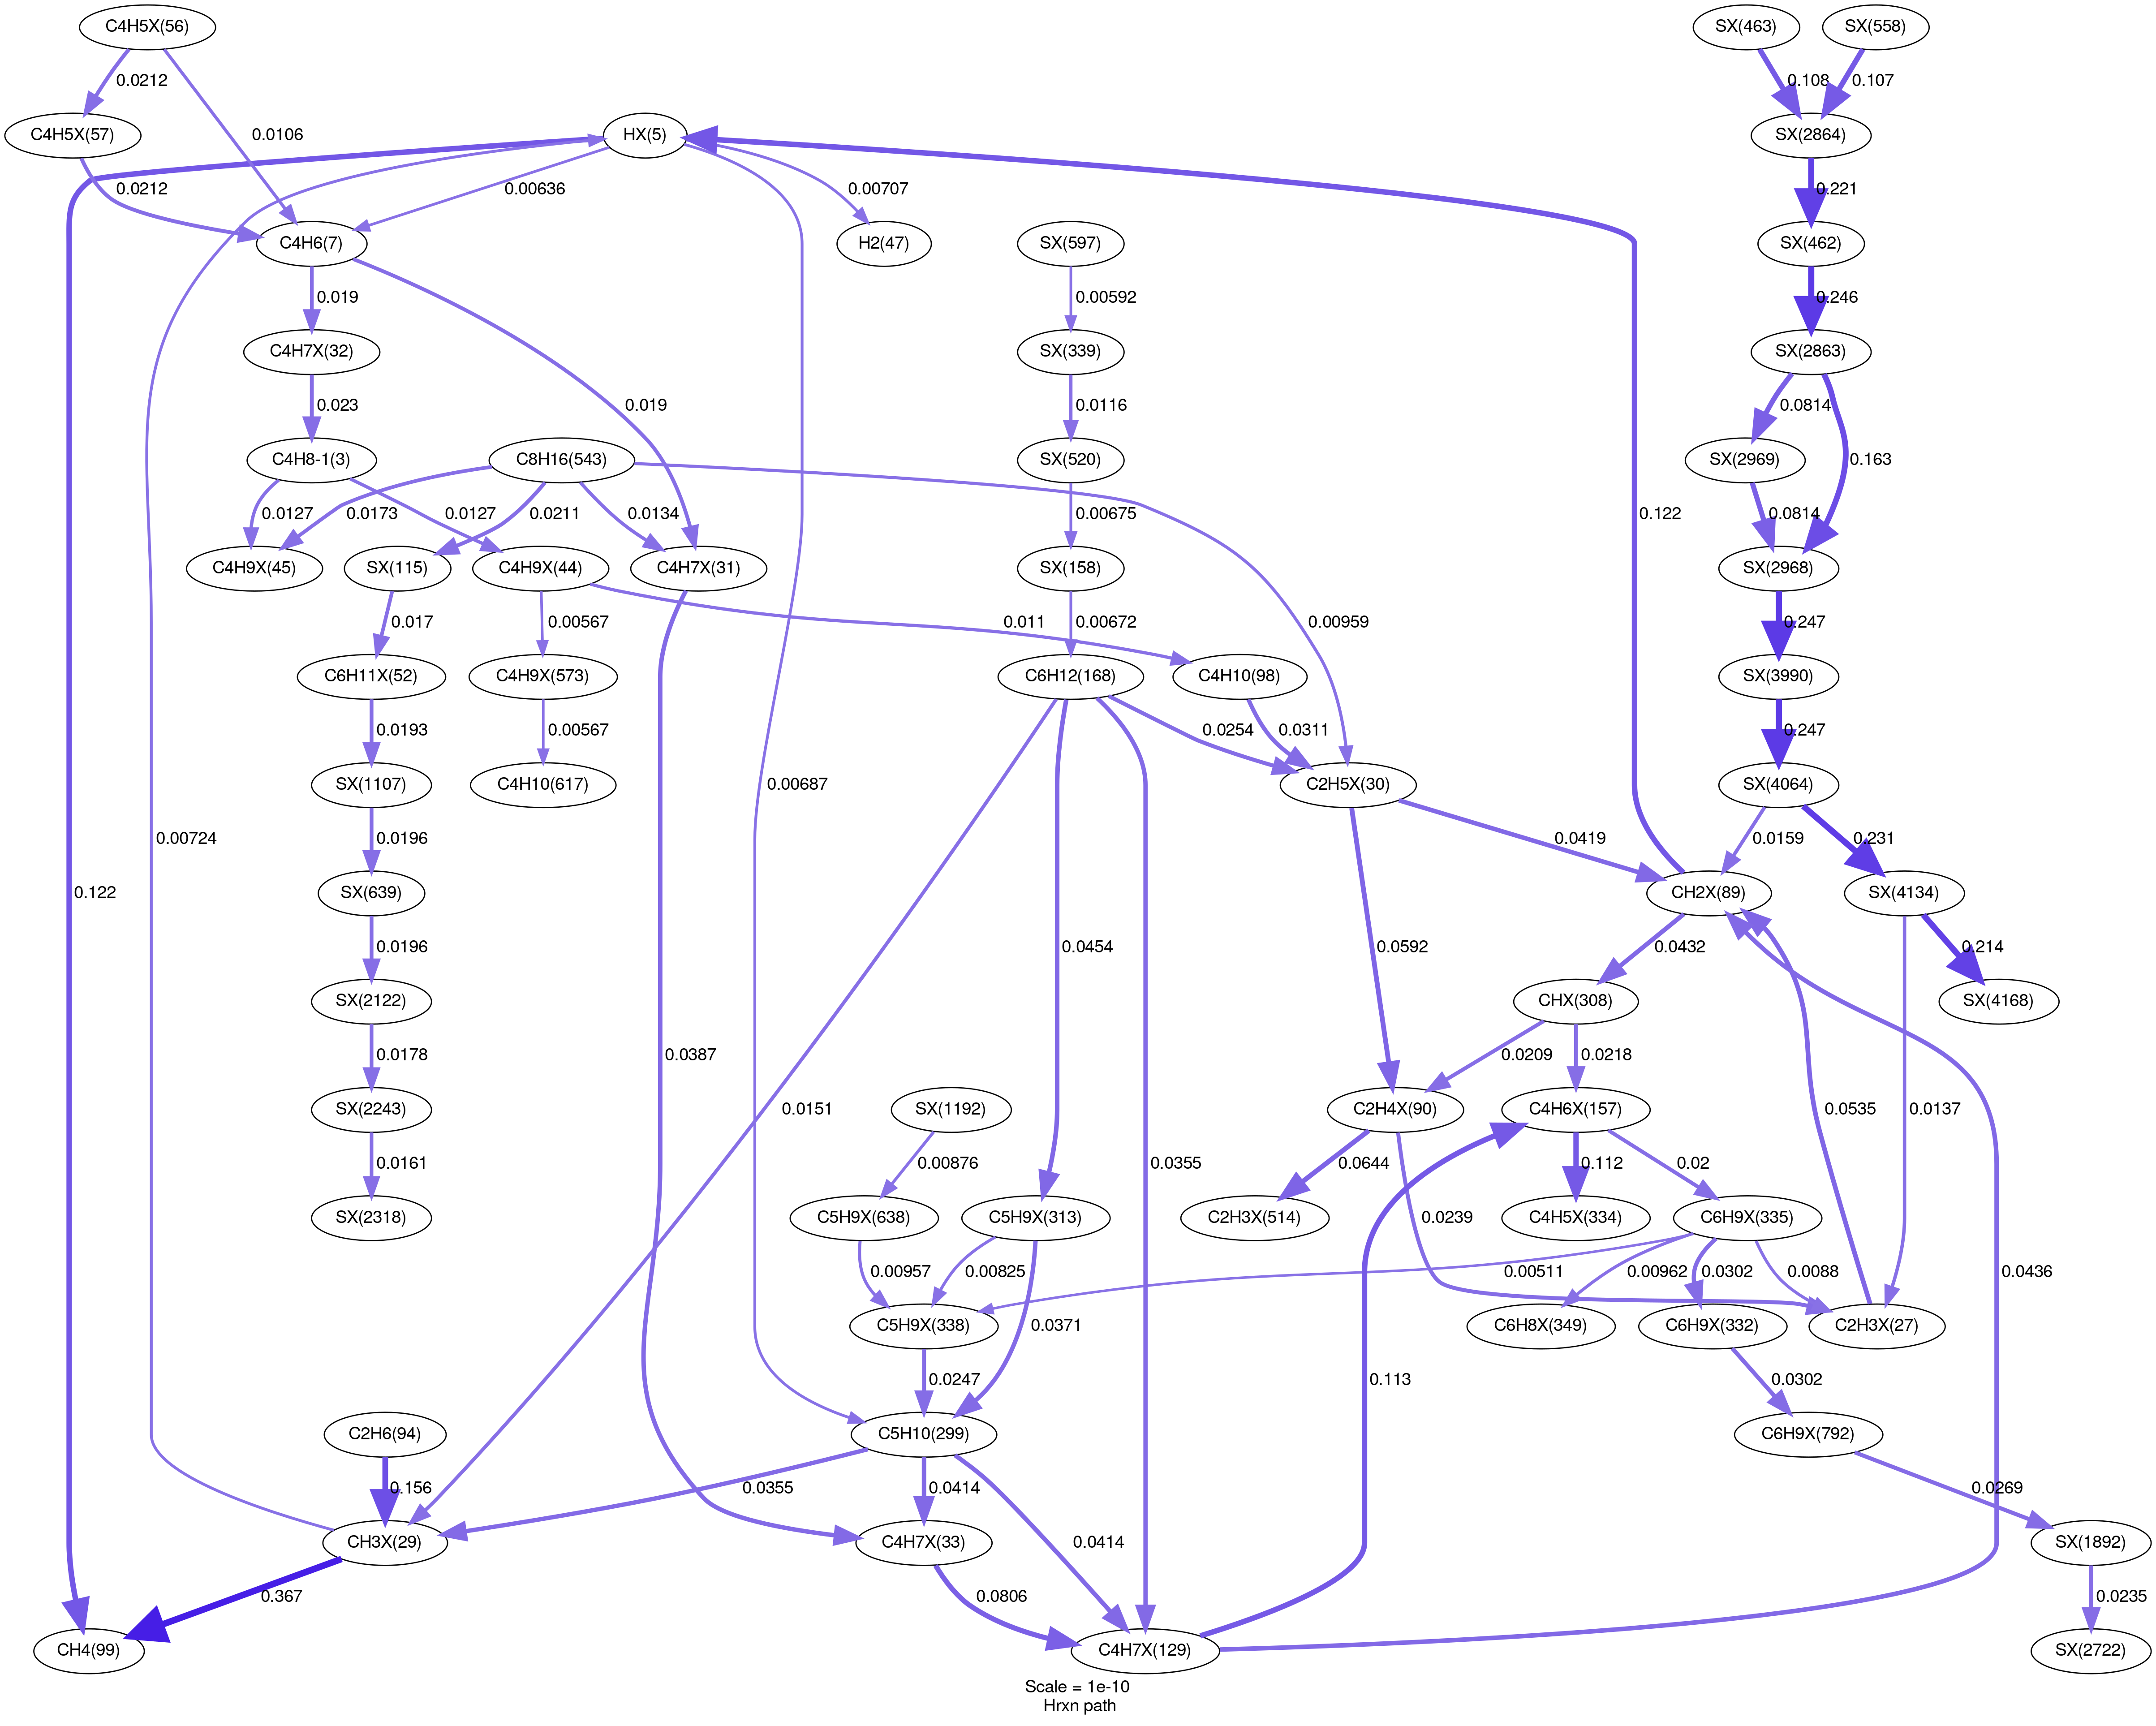 C4H5X(56)
SX(463)
SX(558)
0.0212
0.108
0.107
C4H5X(57)
0.0106
HX(5)
SX(2864)
0.0212
0.00636
0.00707
0.221
C4H6(7)
H2(47)
SX(597)
SX(462)
0.019
0.00592
0.246
C4H7X(32)
SX(339)
SX(2863)
0.023
0.019
0.0116
0.0814
C4H8-1(3)
C8H16(543)
SX(520)
SX(2969)
0.163
0.0127
0.0173
0.0127
0.0211
0.0134
0.00675
0.122
0.0814
C4H9X(45)
SX(115)
C4H9X(44)
C4H7X(31)
SX(158)
SX(2968)
0.017
0.00567
0.011
0.00672
0.00959
0.247
C6H11X(52)
C4H9X(573)
C6H12(168)
C4H10(98)
SX(3990)
0.0193
0.00567
0.0254
0.0311
0.247
SX(1107)
C4H10(617)
0.00687
C2H5X(30)
SX(4064)
0.00724
0.0196
0.0419
0.0159
0.231
0.122
SX(639)
CH2X(89)
SX(4134)
0.0196
0.0454
0.0592
0.0432
0.214
SX(2122)
CHX(308)
SX(4168)
0.0178
0.0387
0.0209
0.0218
SX(2243)
0.0151
SX(1192)
0.0355
C2H4X(90)
C4H6X(157)
0.0535
0.0137
0.0161
0.00876
0.0644
0.112
0.02
SX(2318)
C5H9X(638)
C5H9X(313)
C2H3X(514)
0.0239
C4H5X(334)
C6H9X(335)
0.00957
0.00825
0.00511
0.00962
0.0302
0.0088
0.0436
C5H9X(338)
0.0371
C6H8X(349)
C6H9X(332)
C2H3X(27)
0.0247
0.113
0.0302
C2H6(94)
C5H10(299)
C6H9X(792)
0.156
0.0355
0.0414
0.0269
CH3X(29)
C4H7X(33)
0.0414
SX(1892)
0.367
0.0806
0.0235
CH4(99)
C4H7X(129)
SX(2722)
Scale = 1e-10
Hrxn path